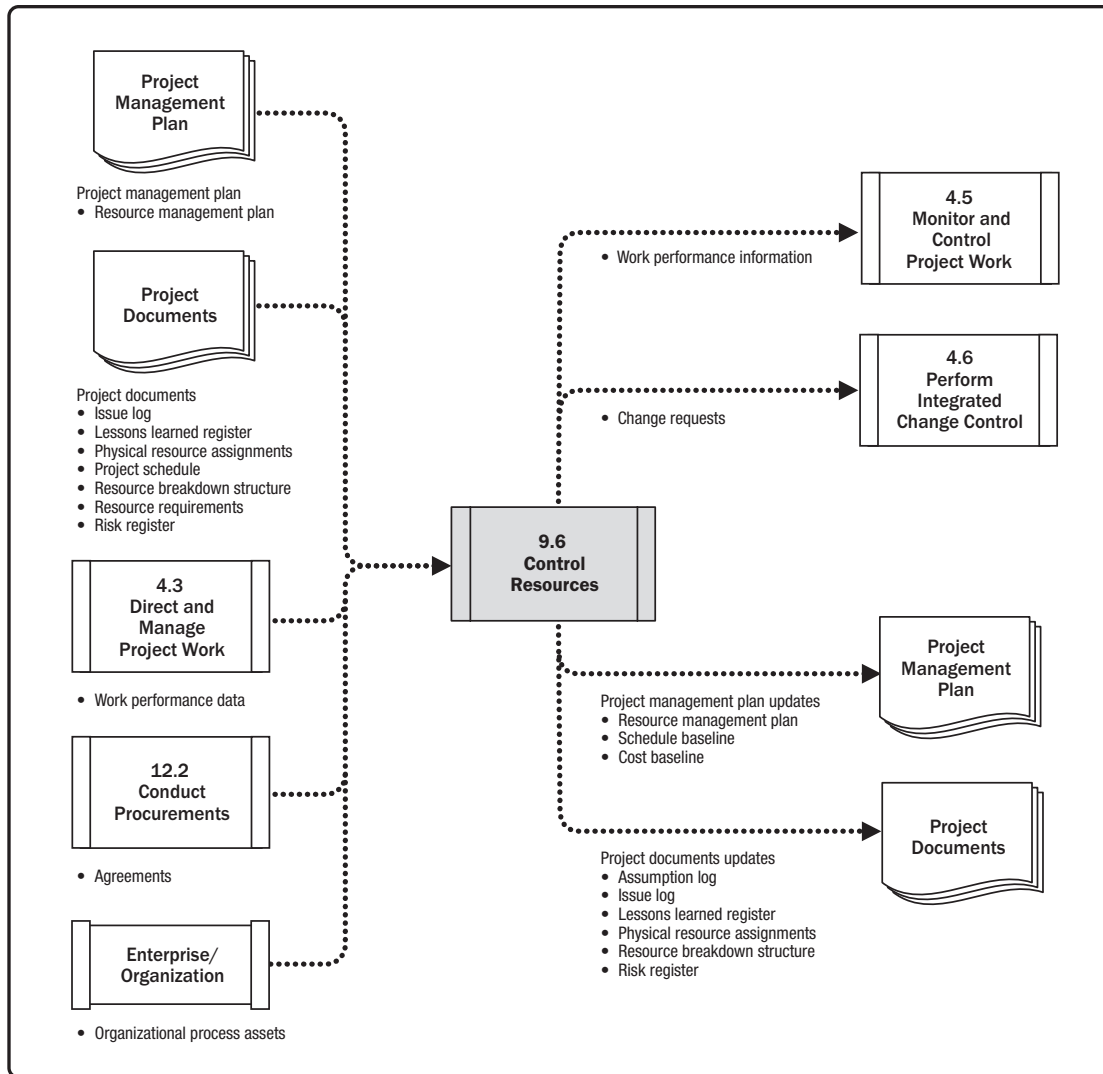 Project
Management
Plan
Project management plan
• Resource management plan
Project
Documents
Project documents
• Issue log
• Lessons learned register
• Physical resource assignments
• Project schedule
• Resource breakdown structure
• Resource requirements
• Risk register
4.3
Direct and
Manage
Project Work
• Work performance data
12.2
Conduct
Procurements
• Agreements
Enterprise/
Organization
• Organizational process assets
9.6
Control
Resources
• Work performance information
4.5
Monitor and
Control
Project Work
• Change requests
4.6
Perform
Integrated
Change Control
Project management plan updates
• Resource management plan
• Schedule baseline
• Cost baseline
Project
Management
Plan
Project documents updates
• Assumption log
• Issue log
• Lessons learned register
• Physical resource assignments
• Resource breakdown structure
• Risk register
Project
Documents